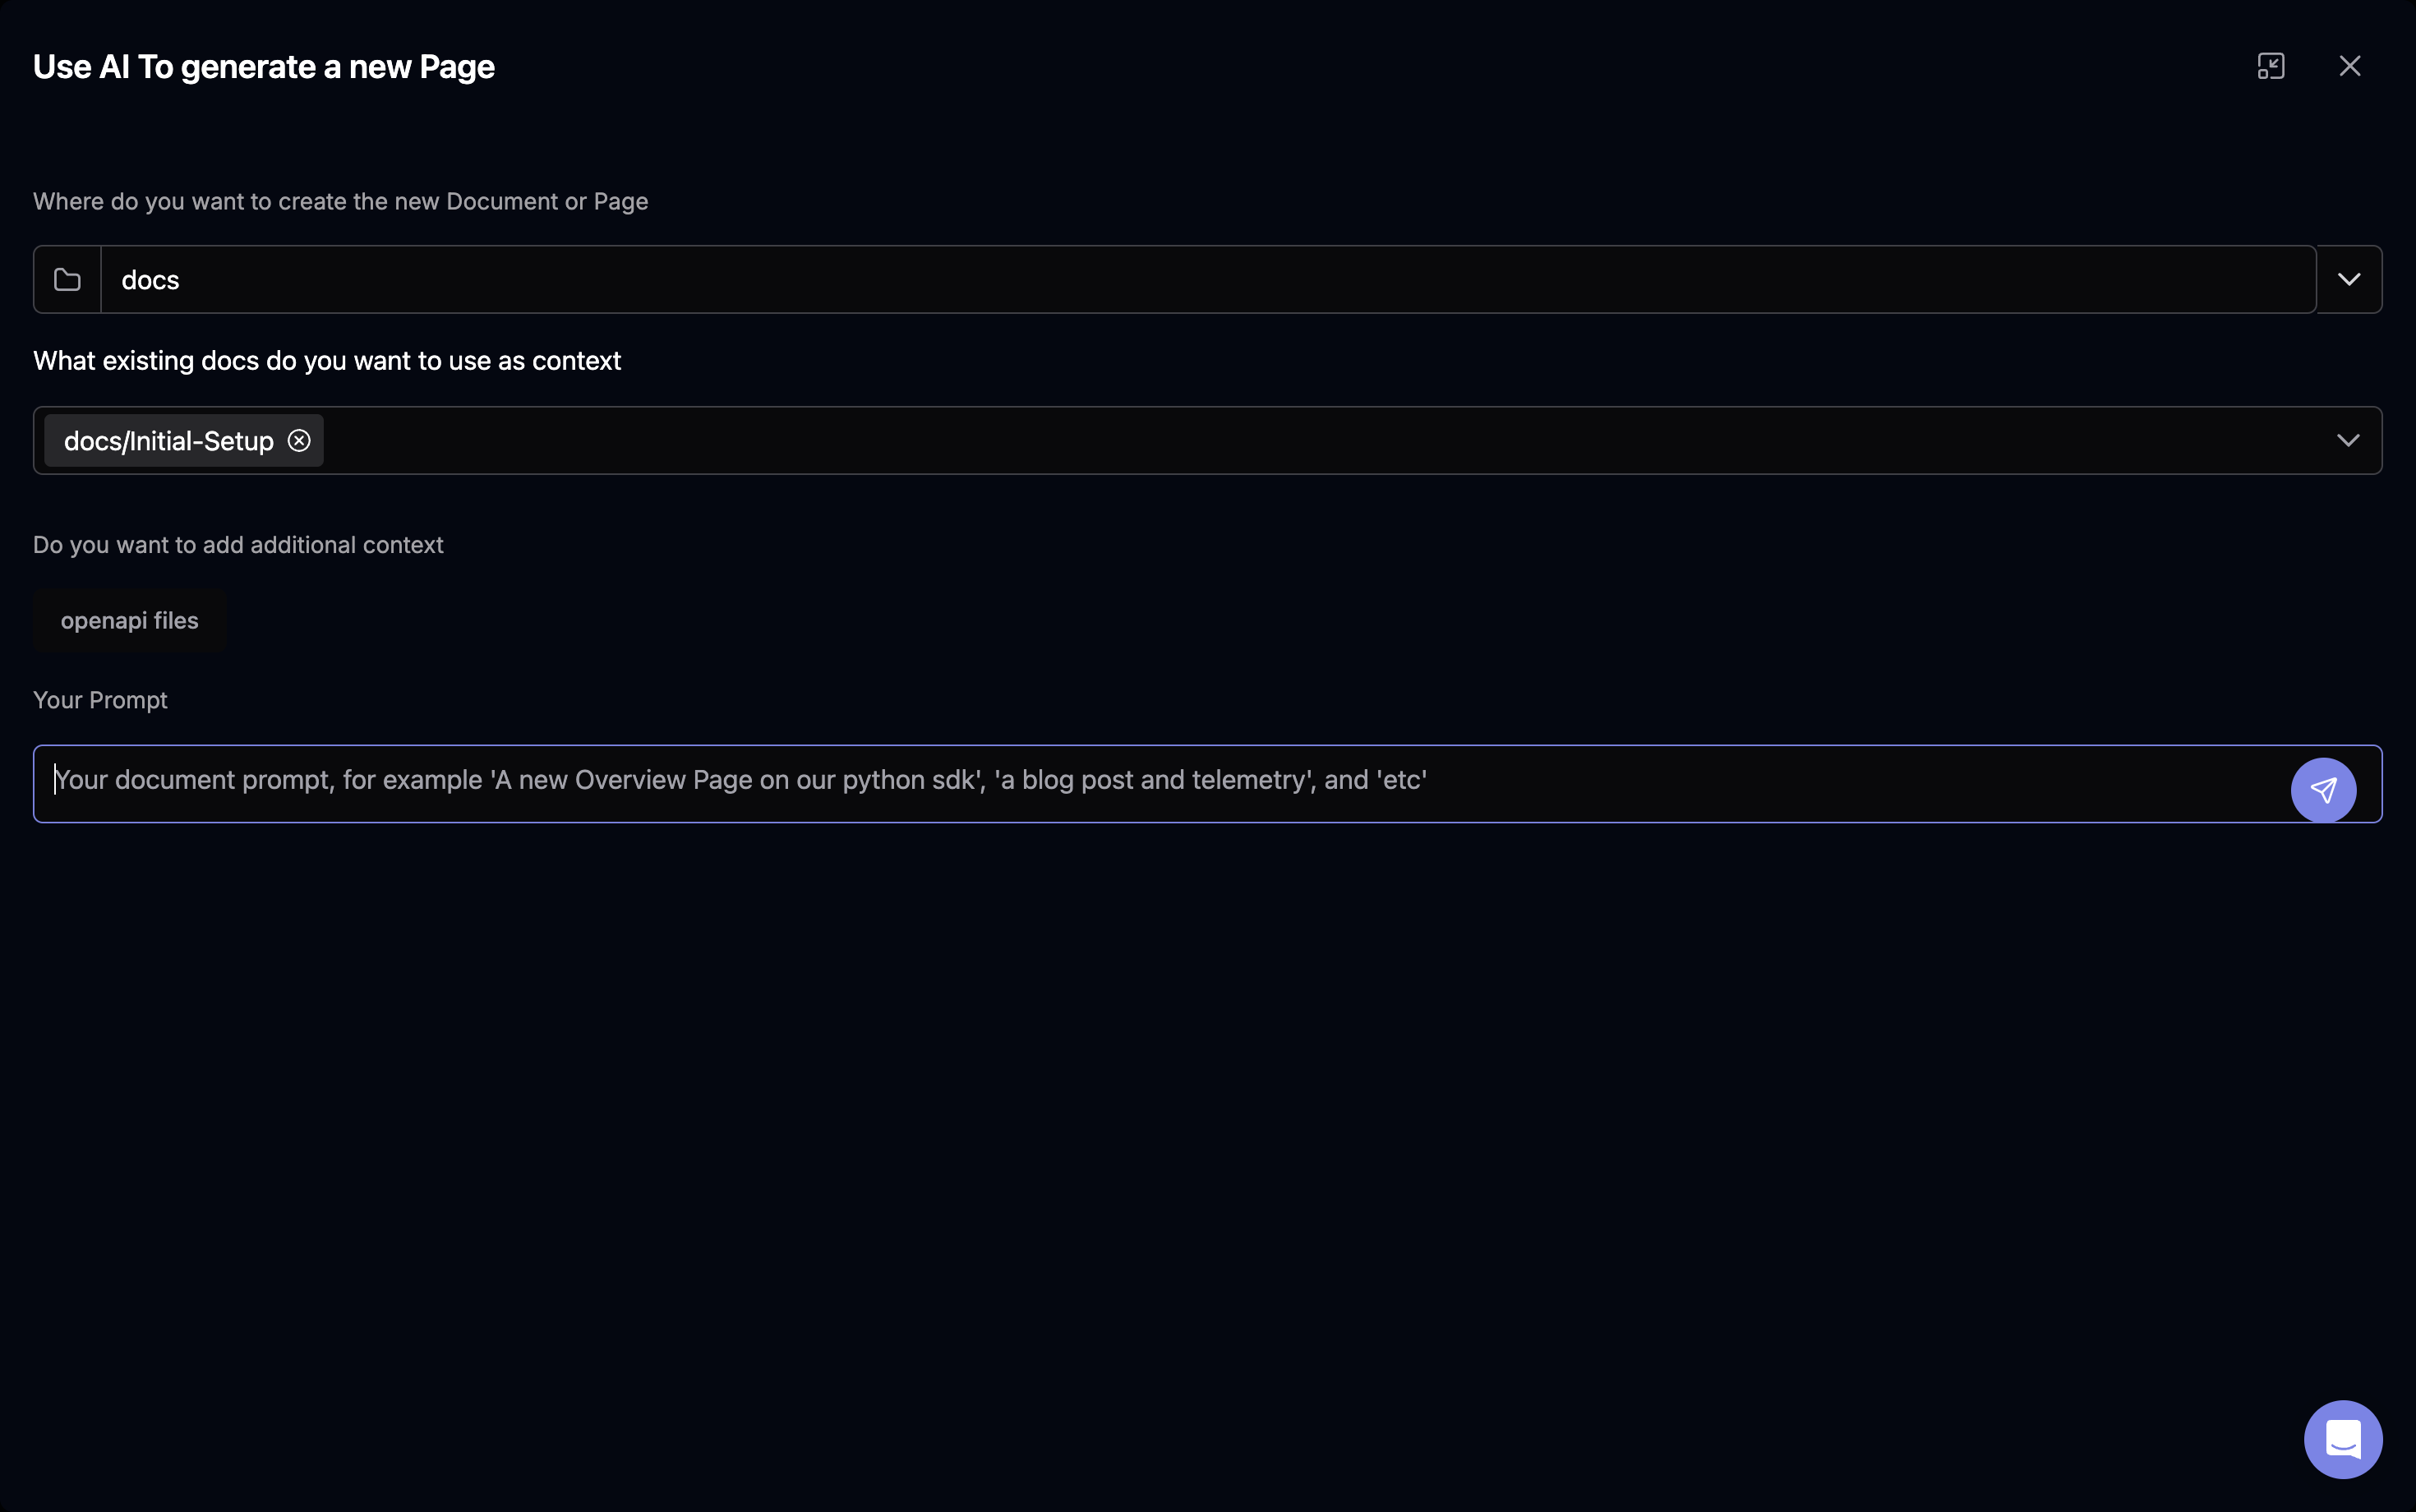 Use AI To generate a new Page
Where do you want to create the new Document or Page
docs
What existing docs do you want to use as context
docs/Initial-Setup
Do you want to add additional context
openapi files
Your Prompt
Your document prompt, for example 'A new Overview Page on our python sdk', 'a blog post and telemetry', and 'etc'